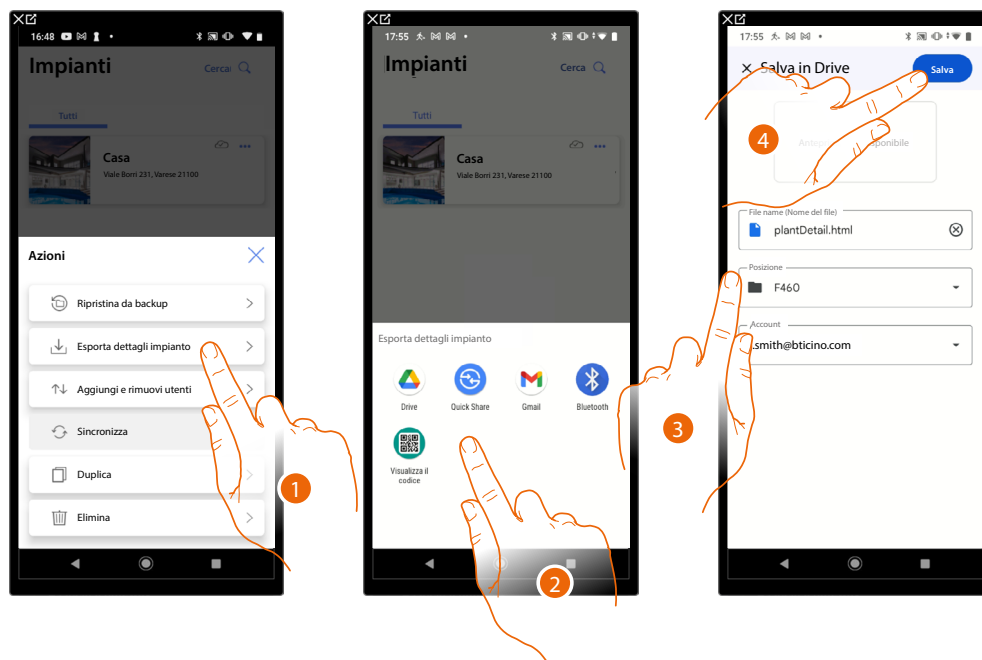 16:48
Impianti
Cerca
Tutti
Casa
Viale Borri 231, Varese 21100
Azioni
Ripristina da backup
Esporta dettagli impianto
Aggiungi e rimuovi utenti
Sincronizza
Duplica
Elimina
1
17:55
Impianti
Cerca
Tutti
Casa
Viale Borri 231, Varese 21100
Esporta dettagli impianto
Drive
Quick Share
Gmail
Bluetooth
Visualizza il
codice
2
17:55
Salva in Drive
Salva
4
File name (Nome del file)
plantDetail.html
Posizione
F460
Account
.smith@bticino.com
3